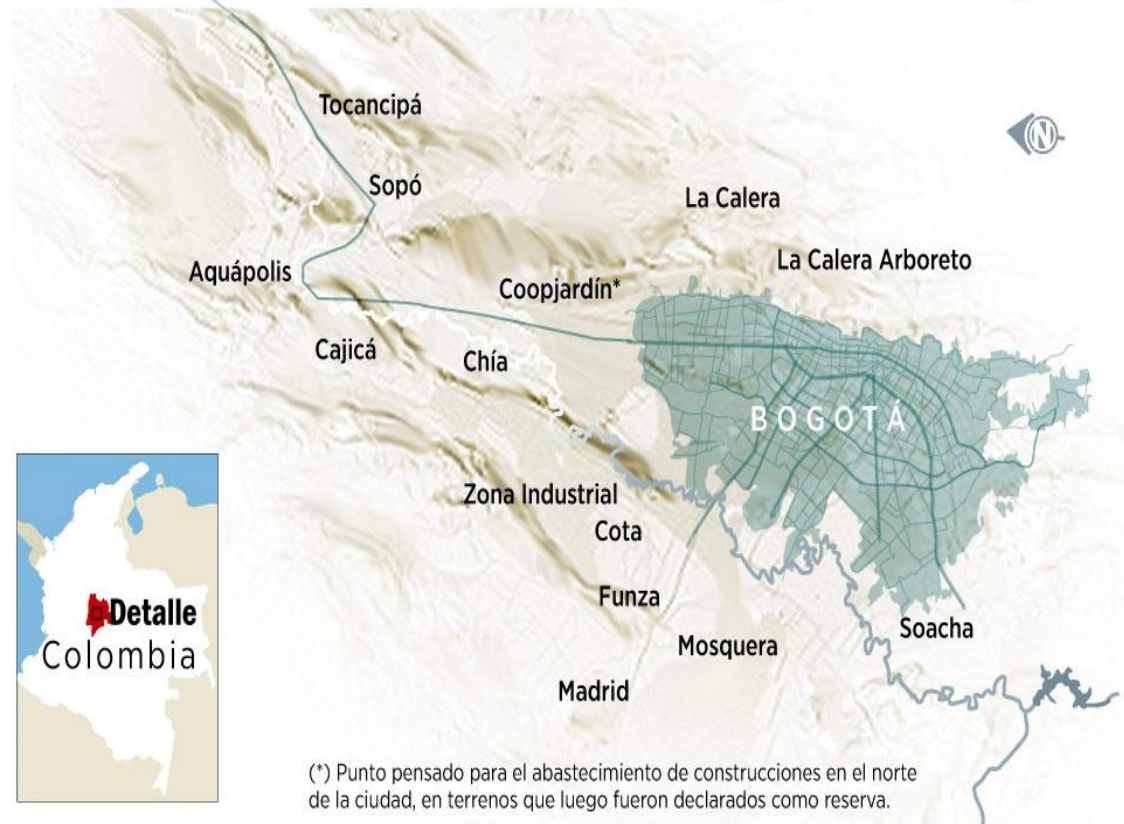 Tocancipá
N
Sopó
La Calera
La Calera Arboreto
Aquápolis
Coopjardín*
Cajicá
Chía
BOGOTÁ
Zona Industrial
Cota
Funza
Detalle
Colombia
Soacha
Mosquera
Madrid
(*) Punto pensado para el abastecimiento de construcciones en el norte
de la ciudad, en terrenos que luego fueron declarados como reserva.